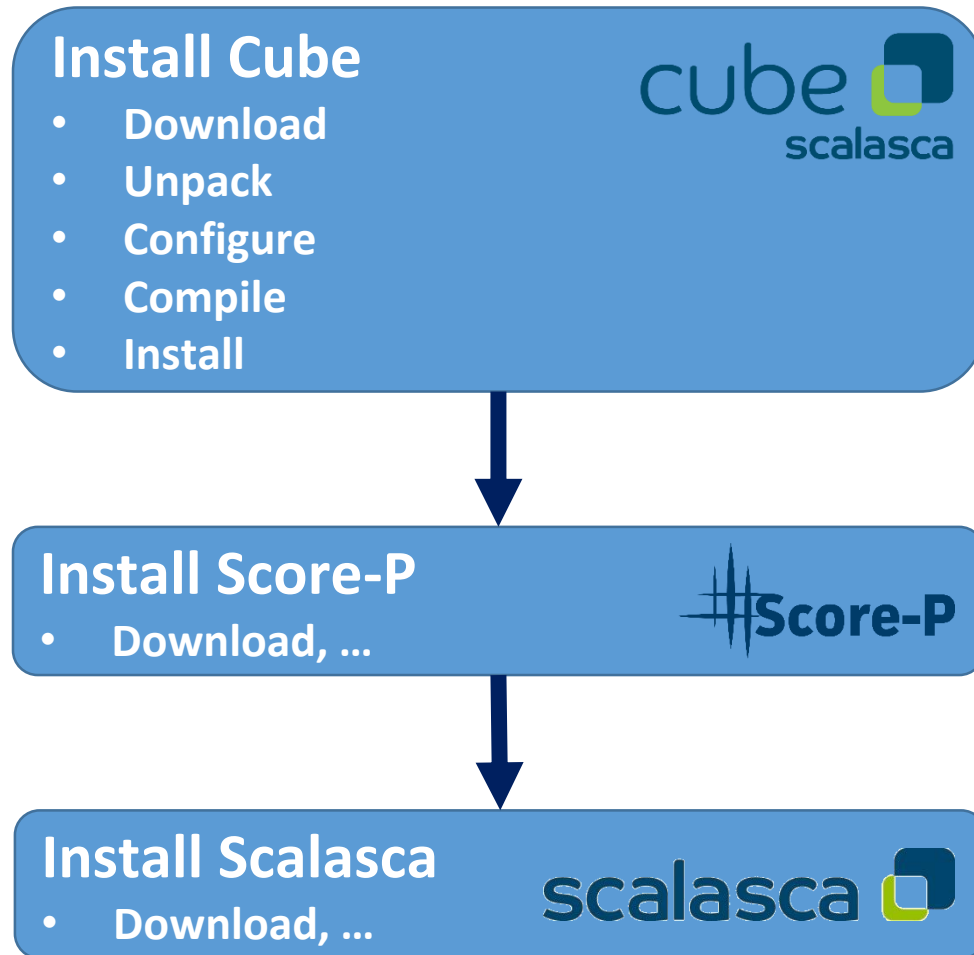 Install Cube
cube
scalasca
• Download
• Unpack
• Configure
• Compile
• Install
Install Score-P
Score-P
• Download, ...
Install Scalasca
scalasca
• Download, ...